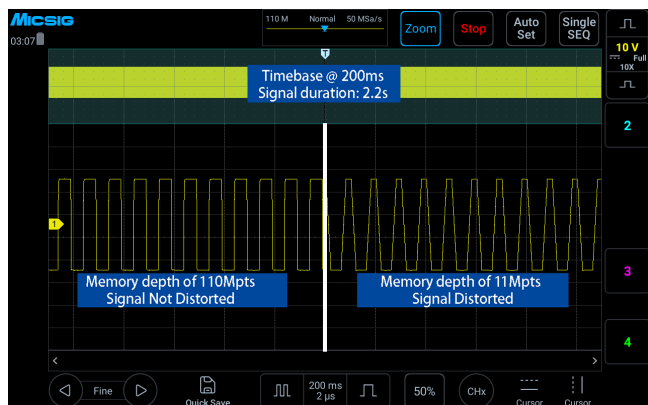 Micsig
110 M Normal 50 MSa/s
T
Zoom
Stop
Auto
Set
Single
SEQ
03:07
10 V
Full
10X
Timebase @ 200ms
Signal duration: 2.2s
2
1
Memory depth of 110Mpts
Signal Not Distorted
Memory depth of 11Mpts
Signal Distorted
3
4
Fine
Quick Save
200 ms
2 µs
50%
CHx
Cursor
Cursor